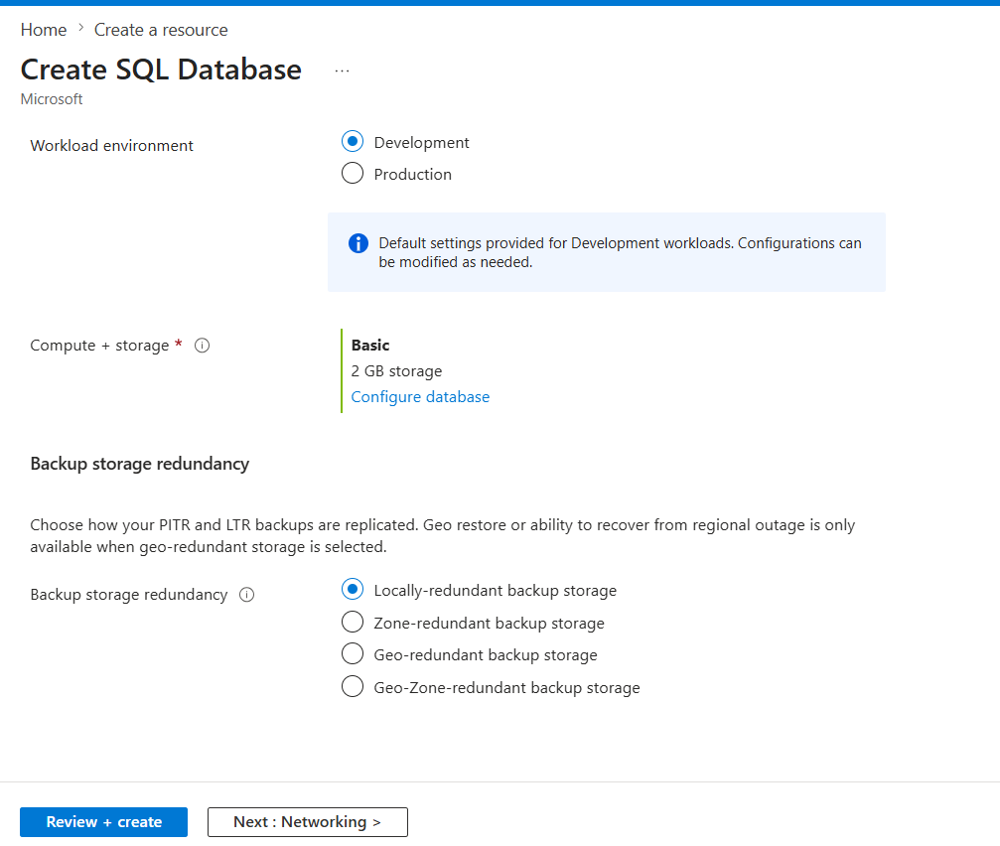 Home > Create a resource
Create SQL Database ...
Microsoft
Workload environment
Development
Production
Default settings provided for Development workloads. Configurations can
be modified as needed.
Compute + storage *
Basic
2 GB storage
Configure database
Backup storage redundancy
Choose how your PITR and LTR backups are replicated. Geo restore or ability to recover from regional outage is only
available when geo-redundant storage is selected.
Backup storage redundancy
Locally-redundant backup storage
Zone-redundant backup storage
Geo-redundant backup storage
Geo-Zone-redundant backup storage
Review + create
Next : Networking >